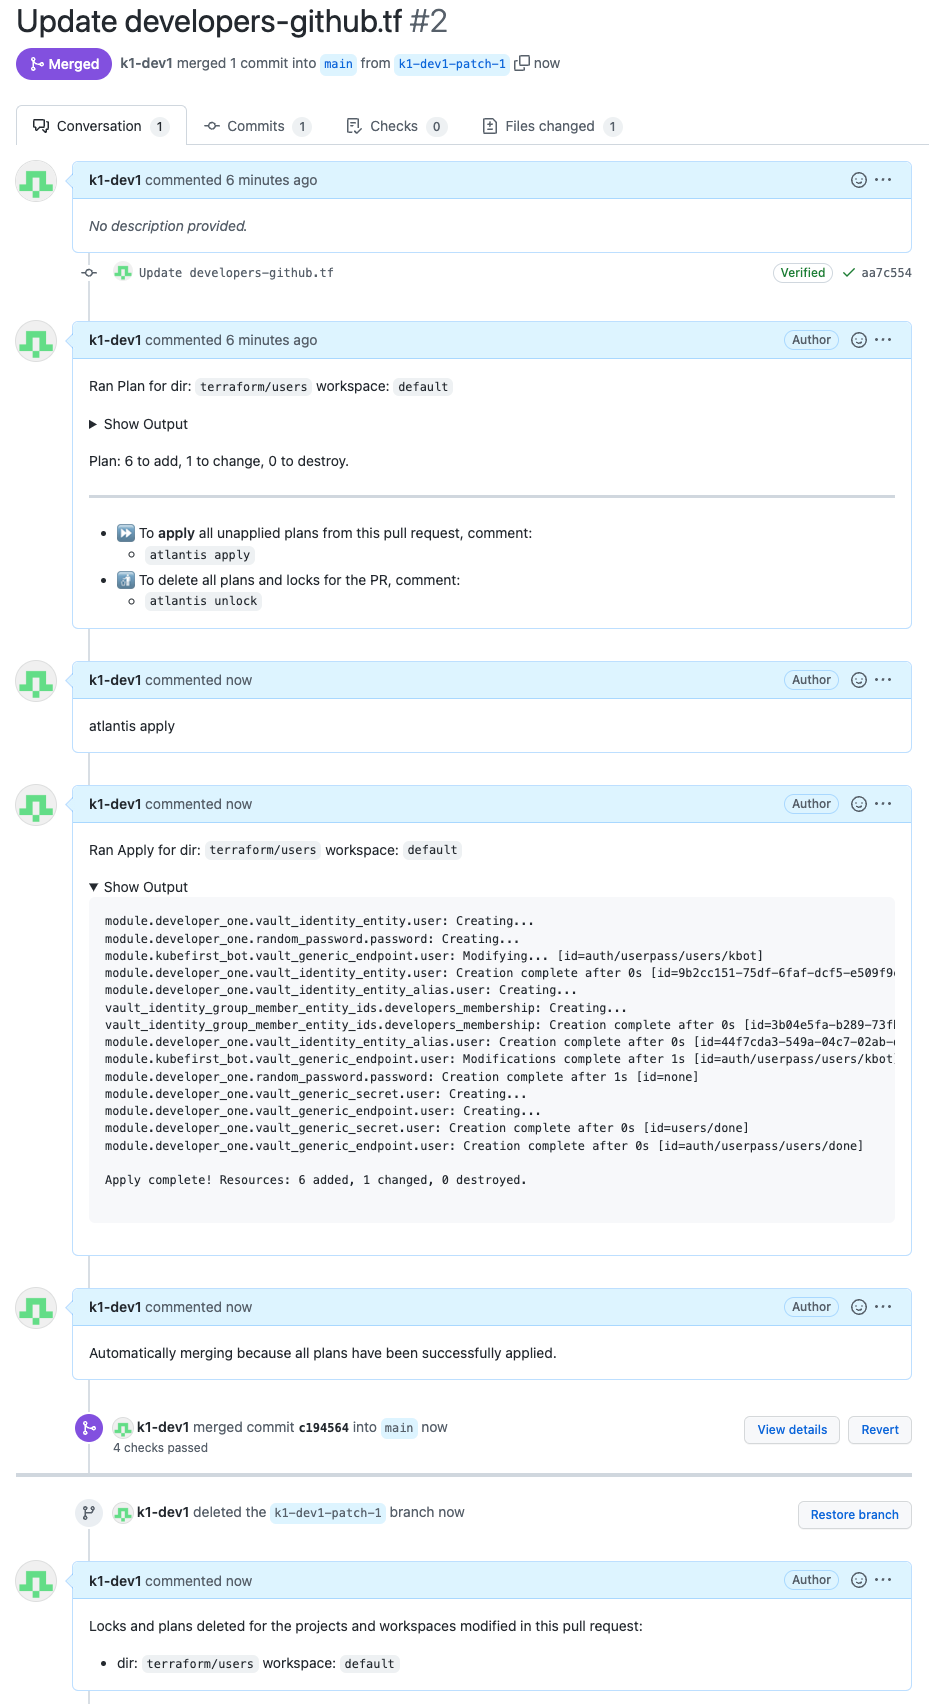 Update developers-github.tf #2
Merged k1-dev1 merged 1 commit into main from k1-dev1-patch-1 now
Conversation 1 Commits 1 Checks 0 Files changed 1
k1-dev1 commented 6 minutes ago
No description provided.
Update developers-github.tf Verified aa7c554
k1-dev1 commented 6 minutes ago Author
Ran Plan for dir: terraform/users workspace: default
Show Output
Plan: 6 to add, 1 to change, 0 to destroy.
To apply all unapplied plans from this pull request, comment:
atlantis apply
To delete all plans and locks for the PR, comment:
atlantis unlock
k1-dev1 commented now Author
atlantis apply
k1-dev1 commented now Author
Ran Apply for dir: terraform/users workspace: default
Show Output
module.developer_one.vault_identity_entity.user: Creating...
module.developer_one.random_password.password: Creating...
module.kubefirst_bot.vault_generic_endpoint.user: Modifying... [id=auth/userpass/users/kbot]
module.developer_one.vault_identity_entity.user: Creation complete after 0s [id=9b2cc151-75df-6faf-dcf5-e509f9
module.developer_one.vault_identity_entity_alias.user: Creating...
vault_identity_group_member_entity_ids.developers_membership: Creating...
vault_identity_group_member_entity_ids.developers_membership: Creation complete after 0s [id=3b04e5fa-b289-73f
module.developer_one.vault_identity_entity_alias.user: Creation complete after 0s [id=44f7cda3-549a-04c7-02ab-
module.kubefirst_bot.vault_generic_endpoint.user: Modifications complete after 1s [id=auth/userpass/users/kbot
module.developer_one.random_password.password: Creation complete after 1s [id=none]
module.developer_one.vault_generic_secret.user: Creating...
module.developer_one.vault_generic_endpoint.user: Creating...
module.developer_one.vault_generic_secret.user: Creation complete after 0s [id=users/done]
module.developer_one.vault_generic_endpoint.user: Creation complete after 0s [id=auth/userpass/users/done]
Apply complete! Resources: 6 added, 1 changed, 0 destroyed.
k1-dev1 commented now Author
Automatically merging because all plans have been successfully applied.
k1-dev1 merged commit c194564 into main now View details Revert
4 checks passed
k1-dev1 deleted the k1-dev1-patch-1 branch now Restore branch
k1-dev1 commented now Author
Locks and plans deleted for the projects and workspaces modified in this pull request:
dir: terraform/users workspace: default